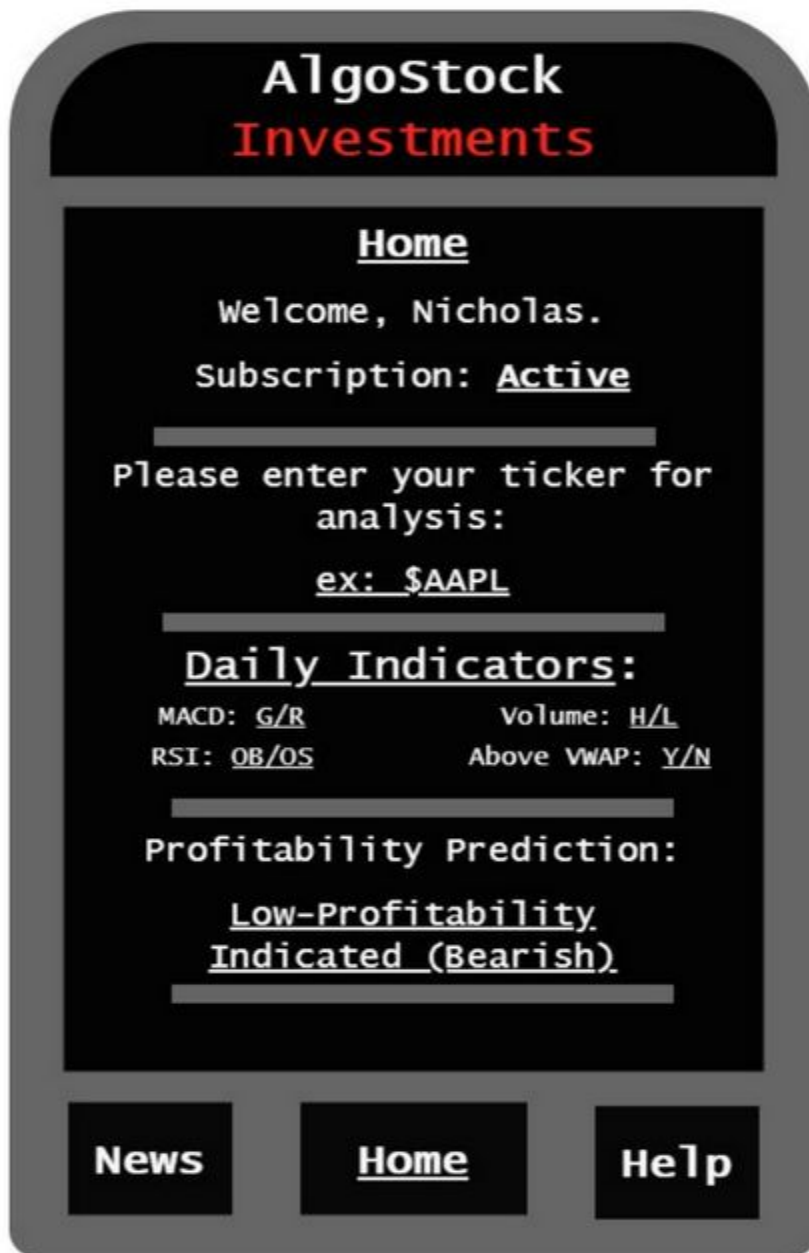 AlgoStock
Investments
Home
Welcome, Nicholas.
Subscription: Active
Please enter your ticker for
analysis:
ex: $AAPL
Daily Indicators:
MACD: G/R
Volume: H/L
RSI: OB/OS
Above VWAP: Y/N
Profitability Prediction:
Low-Profitability
Indicated (Bearish)
News
Home
Help